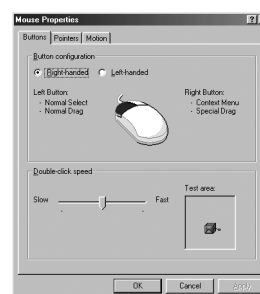 Mouse Properties
Buttons Pointers Motion
Button configuration
Right-handed Left-handed
Left Button:
- Normal Select
- Normal Drag
Right Button:
- Context Menu
- Special Drag
Double-click speed
Slow Fast
Test area:
OK Cancel Apply